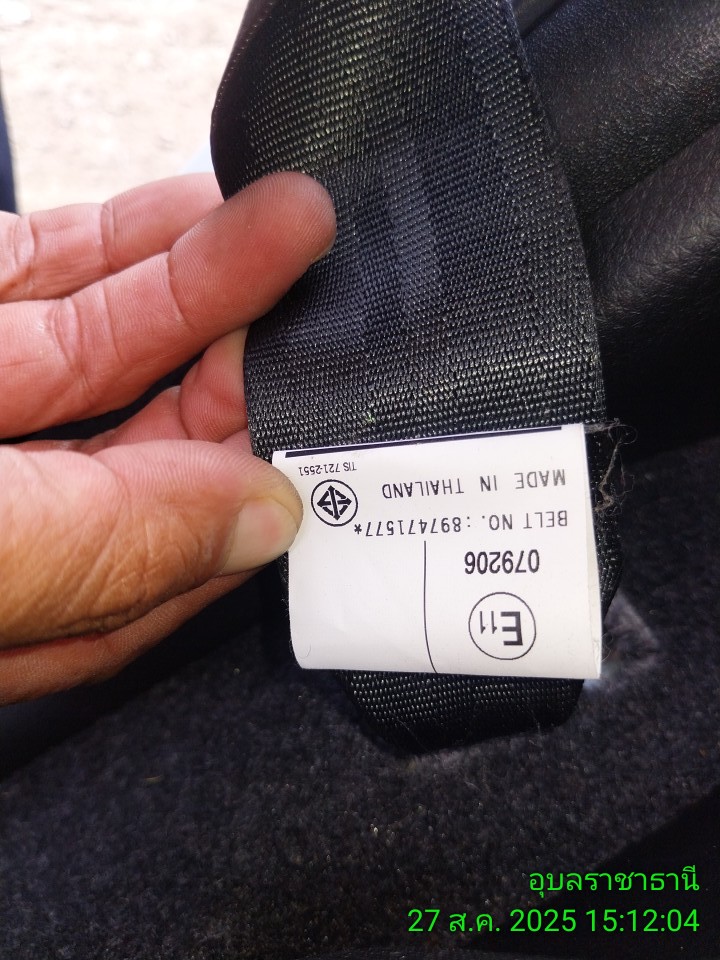 E11
079206
BELT NO.:897471577*
MADE IN THAILAND
TIS 721-2551
อุบลราชาธานี
27 ส.ค. 2025 15:12:04